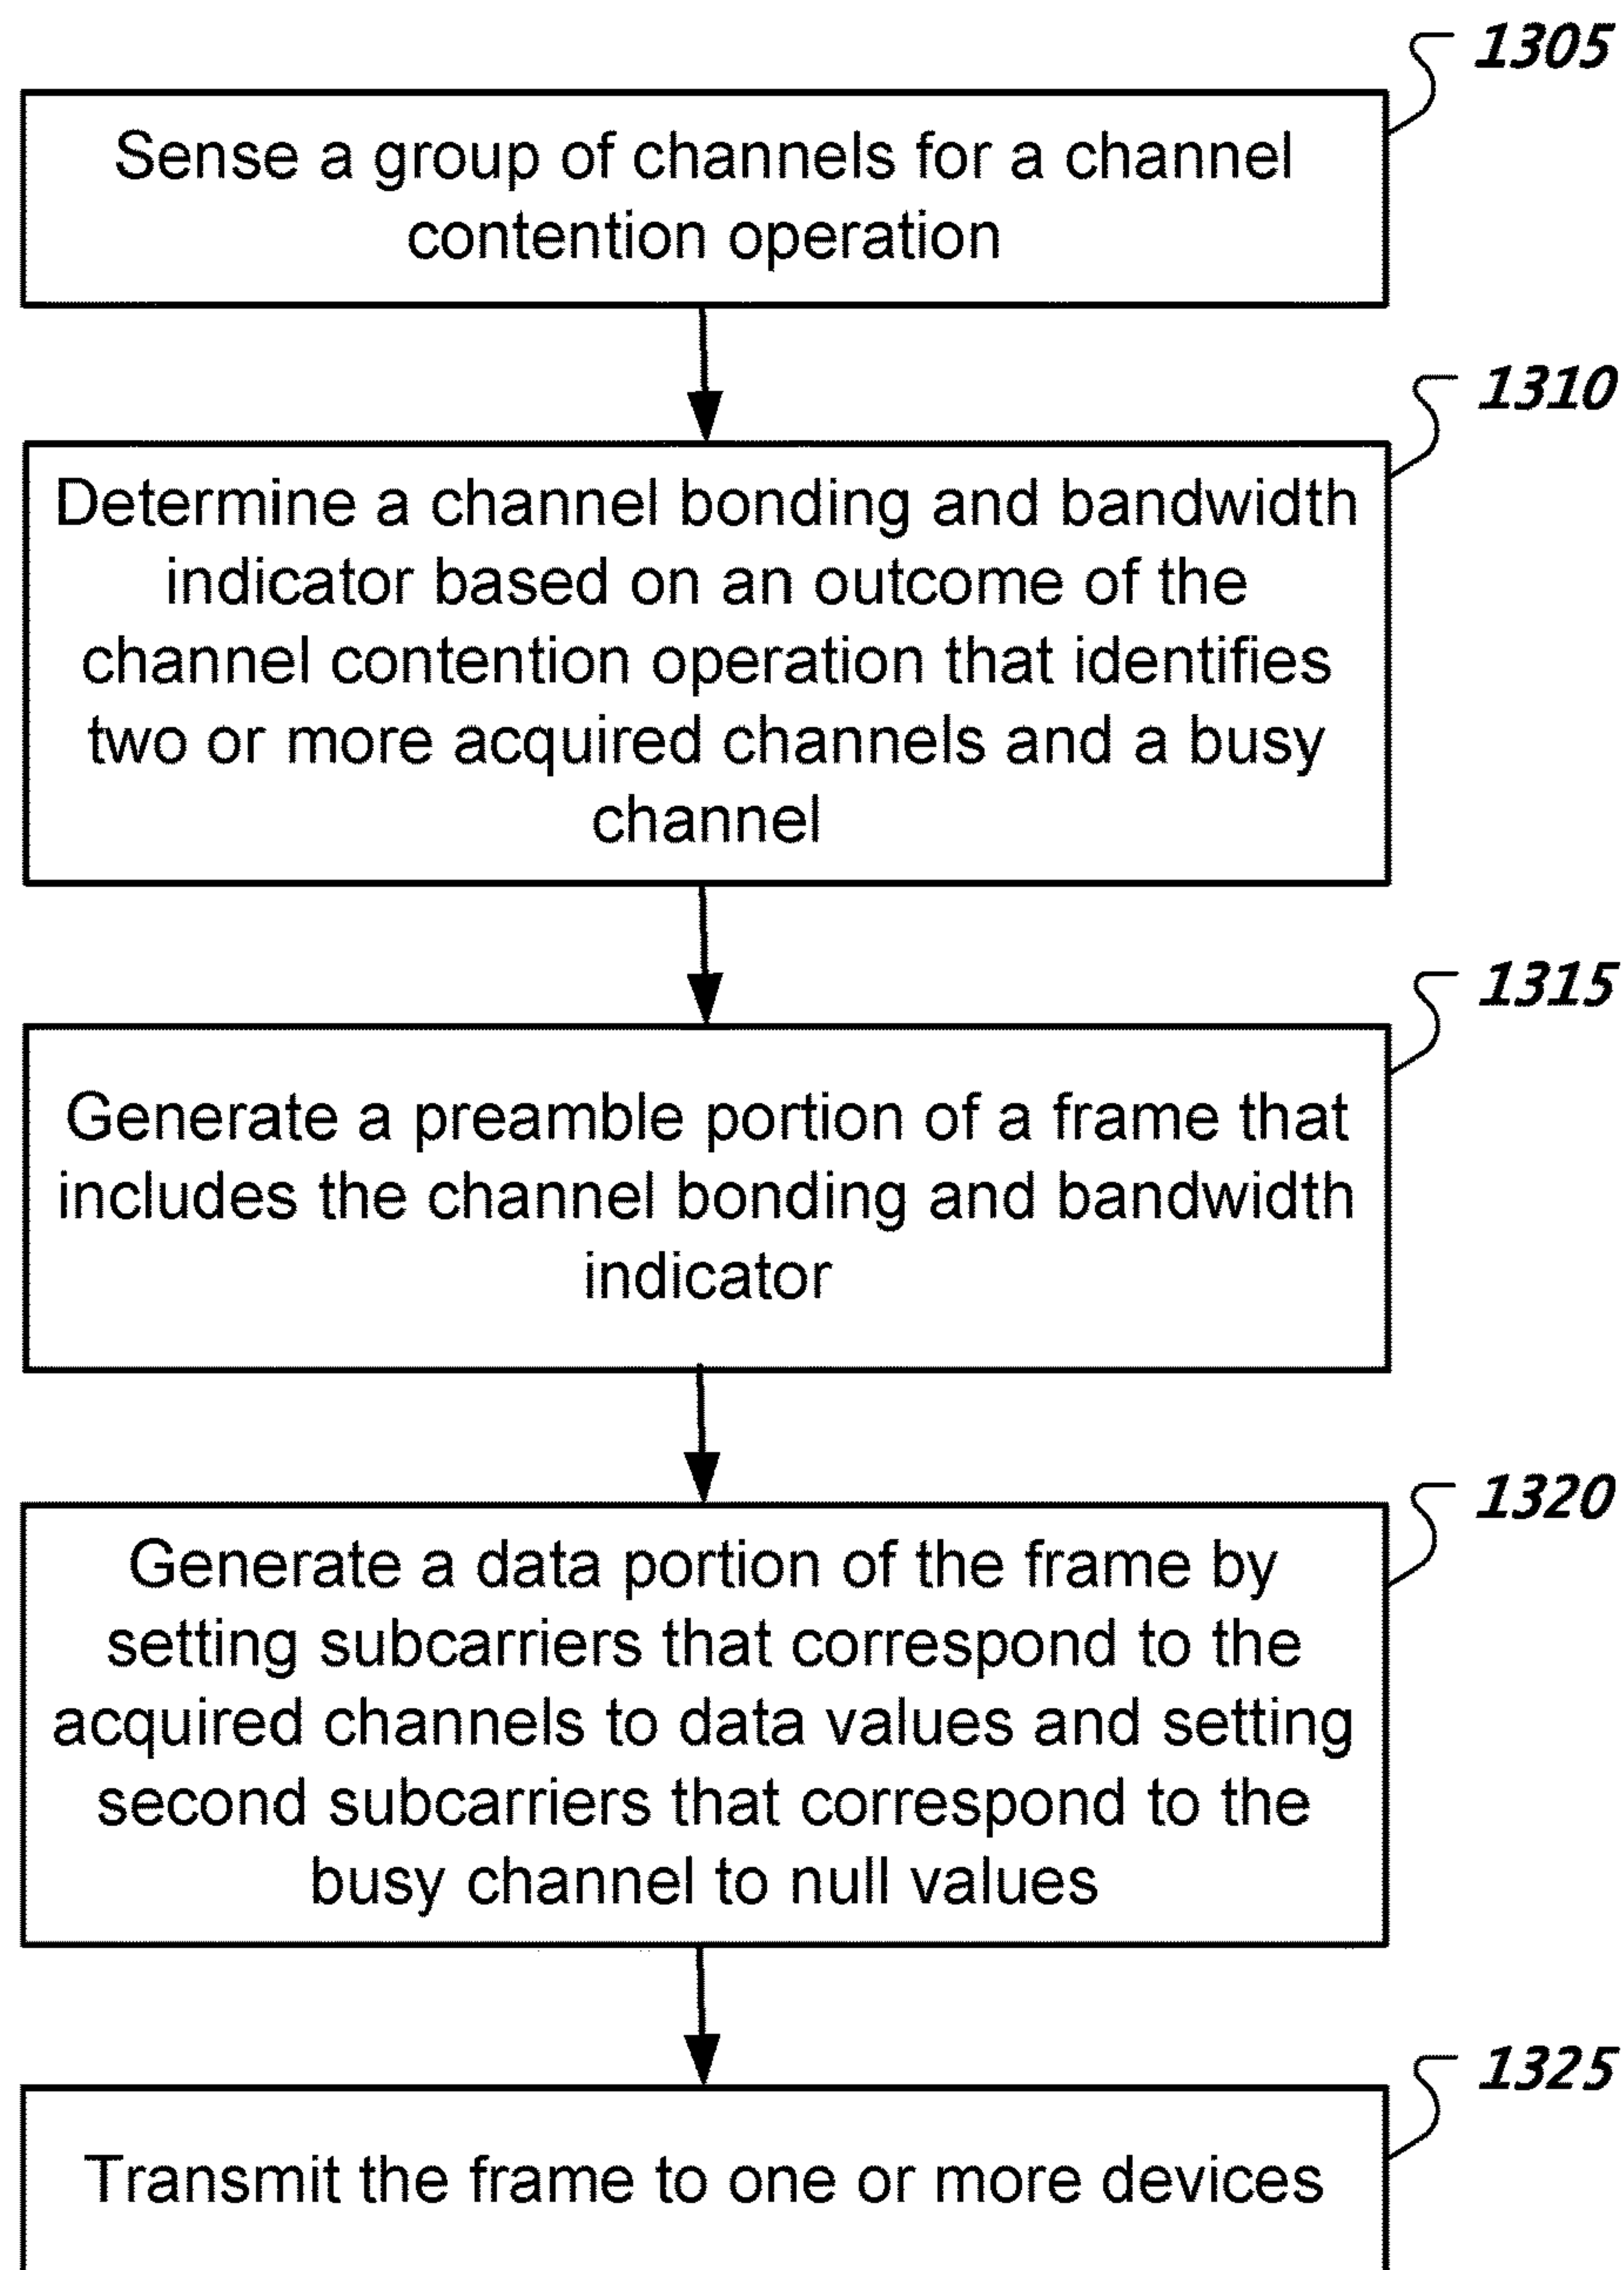 1305
Sense a group of channels for a channel
contention operation
1310
Determine a channel bonding and bandwidth
indicator based on an outcome of the
channel contention operation that identifies
two or more acquired channels and a busy
channel
1315
Generate a preamble portion of a frame that
includes the channel bonding and bandwidth
indicator
1320
Generate a data portion of the frame by
setting subcarriers that correspond to the
acquired channels to data values and setting
second subcarriers that correspond to the
busy channel to null values
1325
Transmit the frame to one or more devices